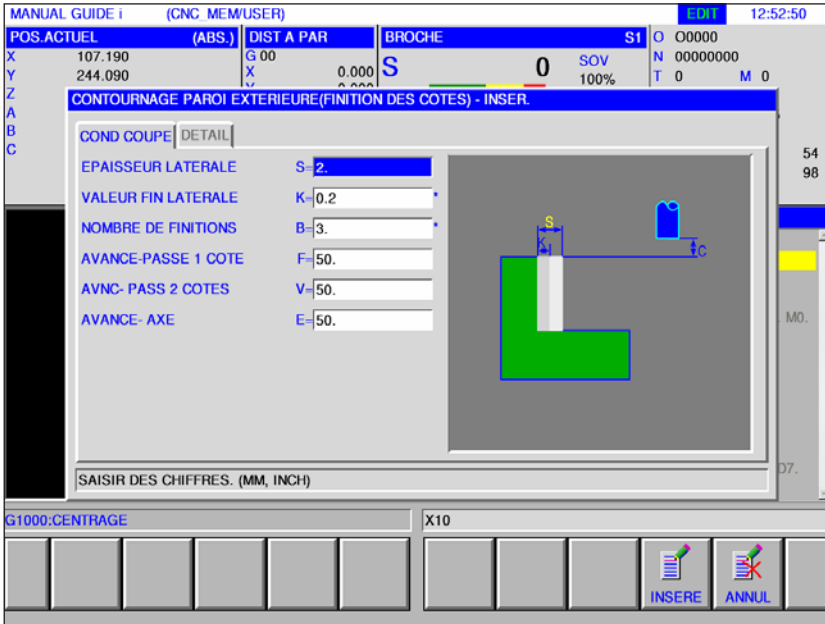 MANUAL GUIDE i (CNC_MEM/USER) EDIT 12:52:50
POS.ACTUEL (ABS.) DIST A PAR BROCHE S1 O O0000
X 107.190 G 00 S 0 SOV 100% N 00000000
Y 244.090 X 0.000 T 0 M 0
Z
A
B
C
54
98
CONTOURNAGE PAROI EXTERIEURE(FINITION DES COTES) - INSER.
COND COUPE DETAIL
EPAISSEUR LATERALE S=2.
VALEUR FIN LATERALE K=0.2 *
NOMBRE DE FINITIONS B=3. *
AVANCE-PASSE 1 COTE F=50.
AVNC- PASS 2 COTES V=50.
AVANCE- AXE E=50.
S
K
C
M0.
D7.
SAISIR DES CHIFFRES. (MM, INCH)
G1000:CENTRAGE X10
INSERE ANNUL